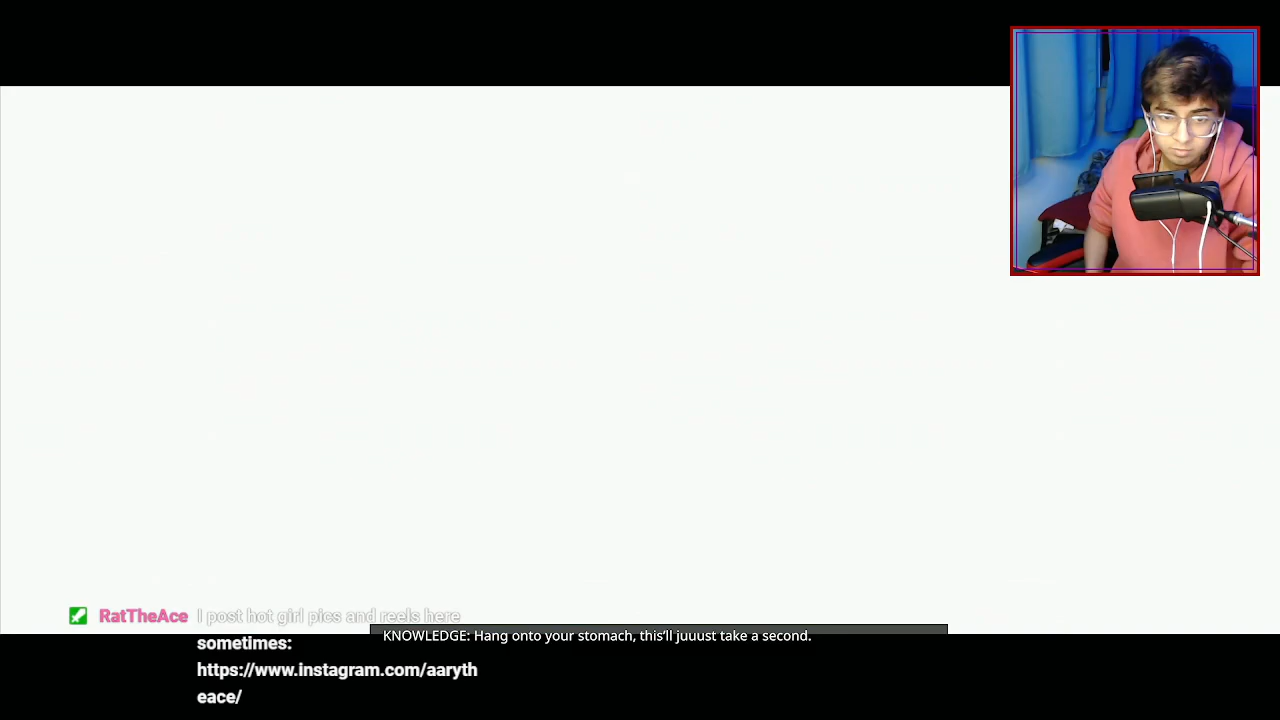 RatTheAce I post hot girl pics and reels here
sometimes:
https://www.instagram.com/aaryth
eace/
KNOWLEDGE: Hang onto your stomach, this'll juuust take a second.